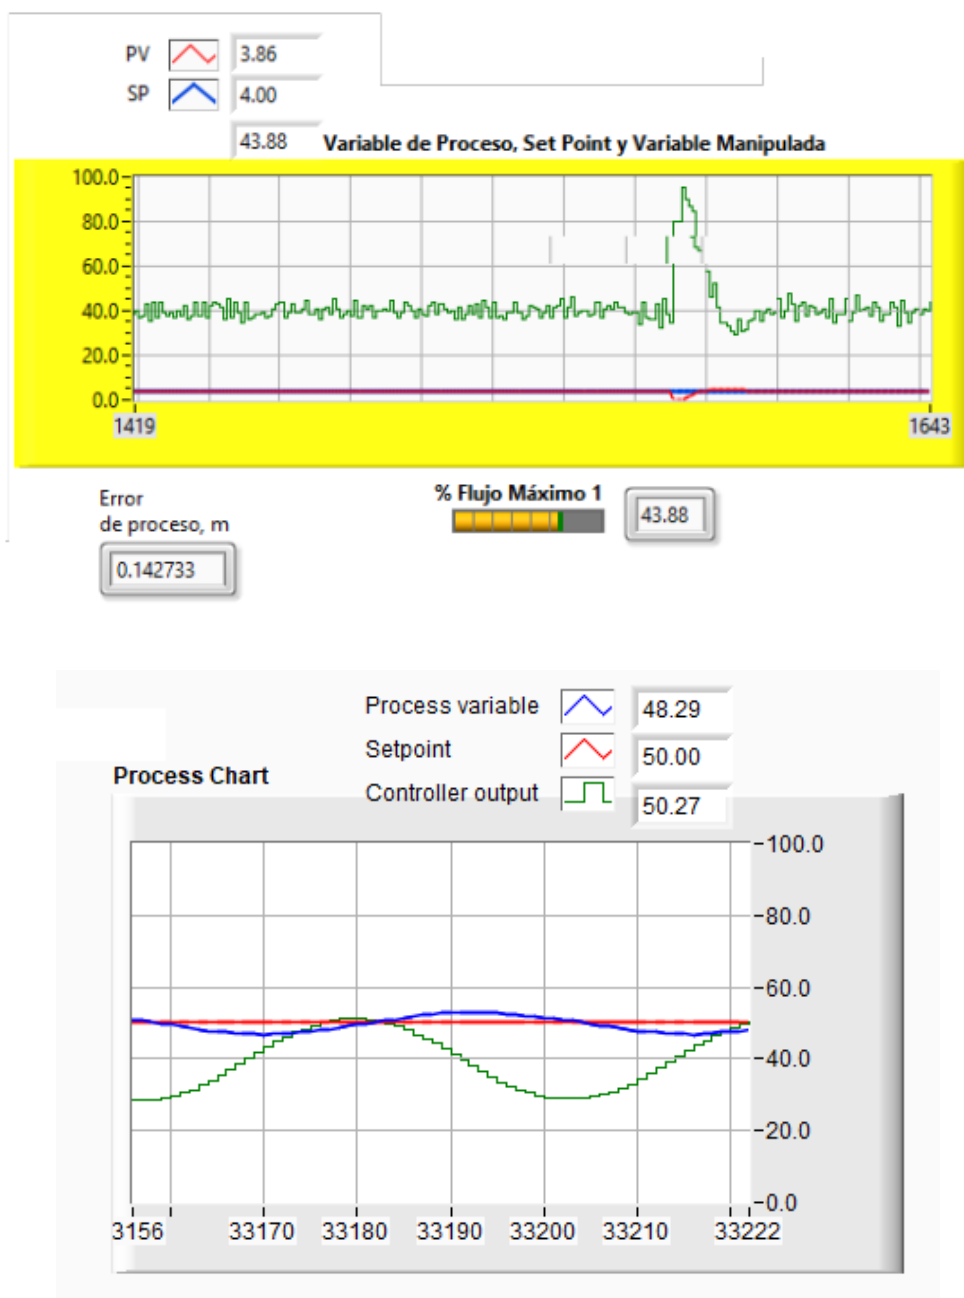 PV 3.86
SP 4.00
43.88 Variable de Proceso, Set Point y Variable Manipulada
100.0
80.0
60.0
40.0
20.0
0.0
1419 1643
Error
de proceso, m
0.142733
% Flujo Máximo 1
43.88
Process variable 48.29
Setpoint 50.00
Process Chart
Controller output 50.27
100.0
80.0
60.0
40.0
20.0
0.0
3156 33170 33180 33190 33200 33210 33222